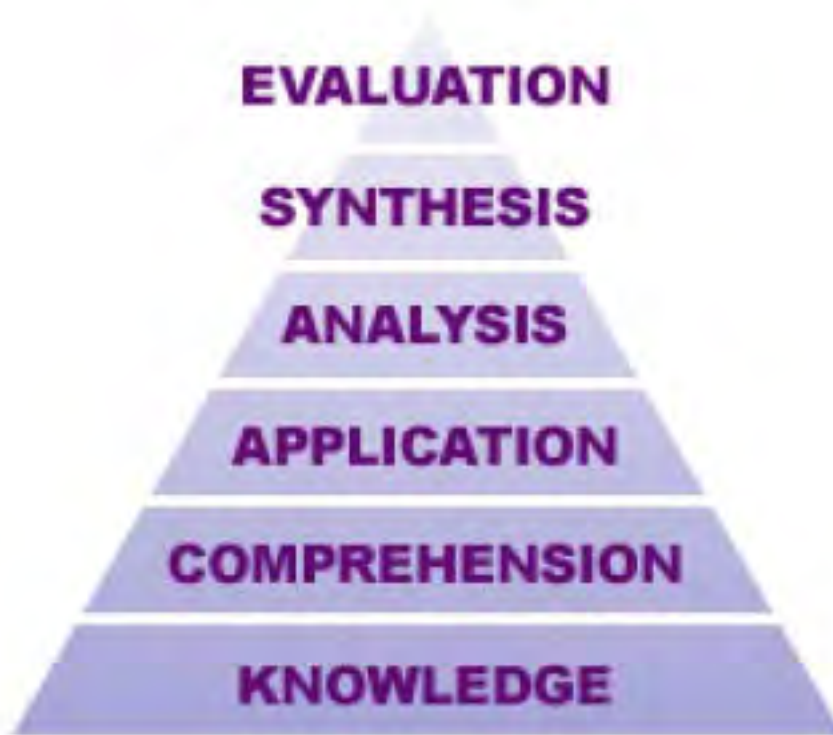 EVALUATION
SYNTHESIS
ANALYSIS
APPLICATION
COMPREHENSION
KNOWLEDGE